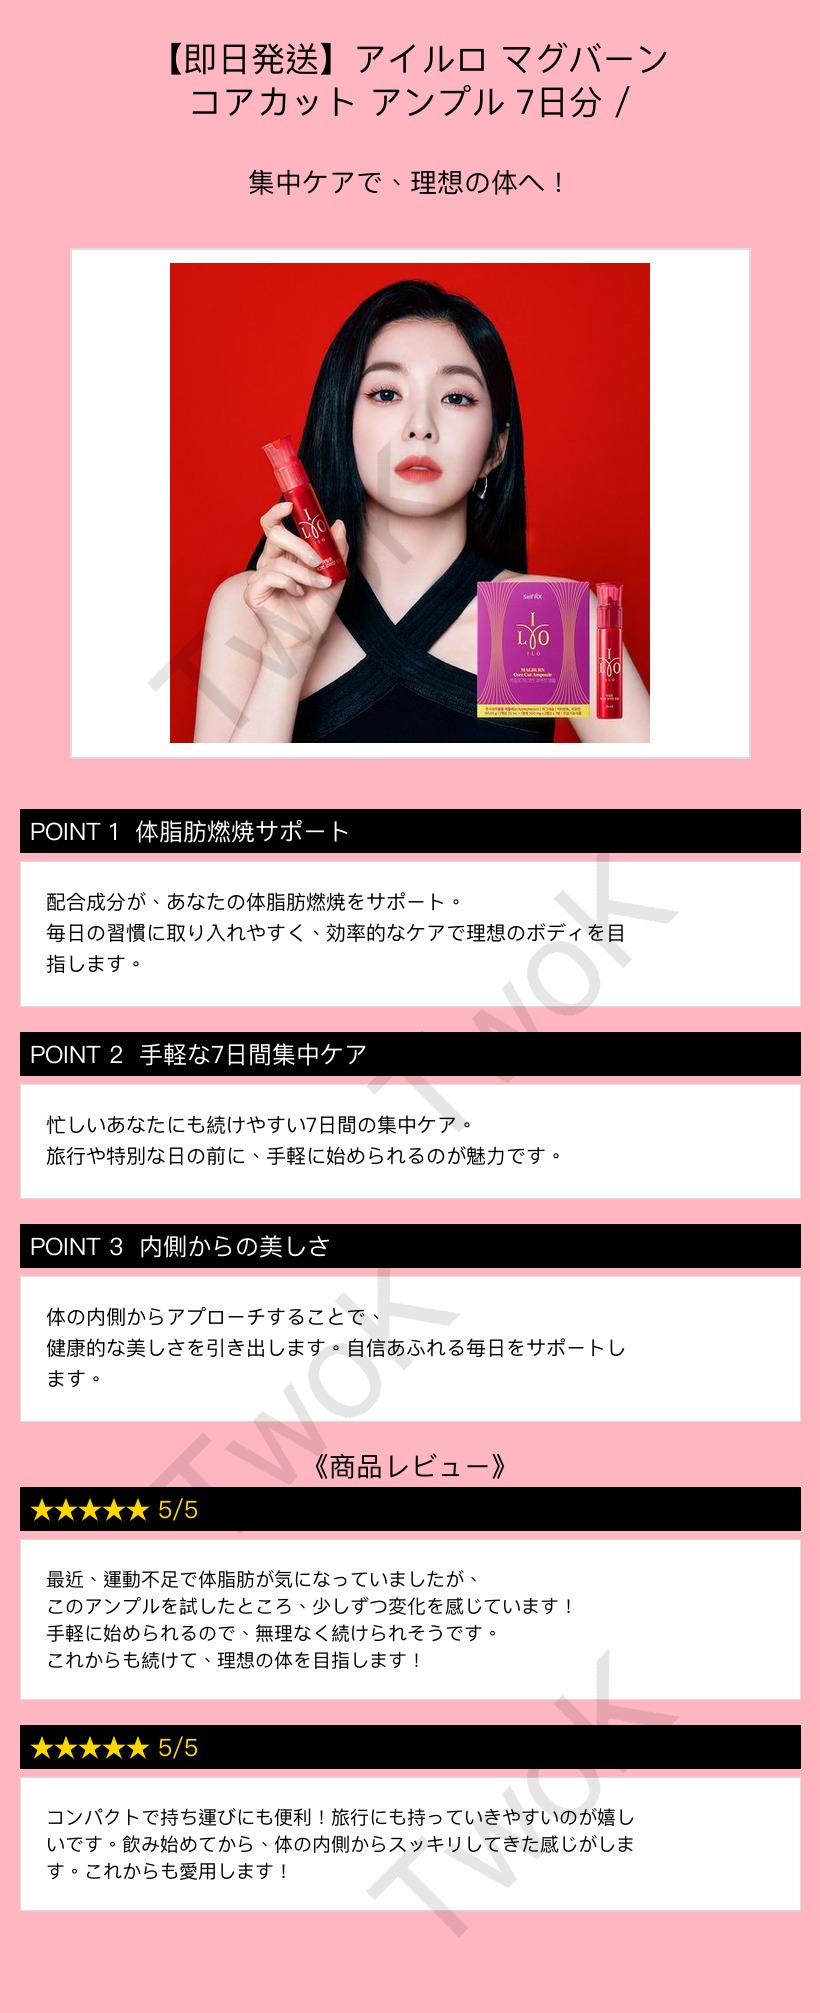 【即日発送】アイルロ マグバーン
コアカット アンプル 7日分 /
集中ケアで、理想の体へ！
I
LO
ILO
Self FIX
I
LO
ILO
MAGBURN
Core Cut Ampoule
I
LO
ILO
TwoK
POINT 1 体脂肪燃焼サポート
配合成分が、あなたの体脂肪燃焼をサポート。
毎日の習慣に取り入れやすく、効率的なケアで理想のボディを目
指します。
TwoK
POINT 2 手軽な7日間集中ケア
忙しいあなたにも続けやすい7日間の集中ケア。
旅行や特別な日の前に、手軽に始められるのが魅力です。
POINT 3 内側からの美しさ
体の内側からアプローチすることで、
健康的な美しさを引き出します。自信あふれる毎日をサポートし
ます。
TwoK
《商品レビュー》
★★★★★ 5/5
最近、運動不足で体脂肪が気になっていましたが、
このアンプルを試したところ、少しずつ変化を感じています！
手軽に始められるので、無理なく続けられそうです。
これからも続けて、理想の体を目指します！
★★★★★ 5/5
コンパクトで持ち運びにも便利！旅行にも持っていきやすいのが嬉し
いです。飲み始めてから、体の内側からスッキリしてきた感じがしま
す。これからも愛用します！
TwoK